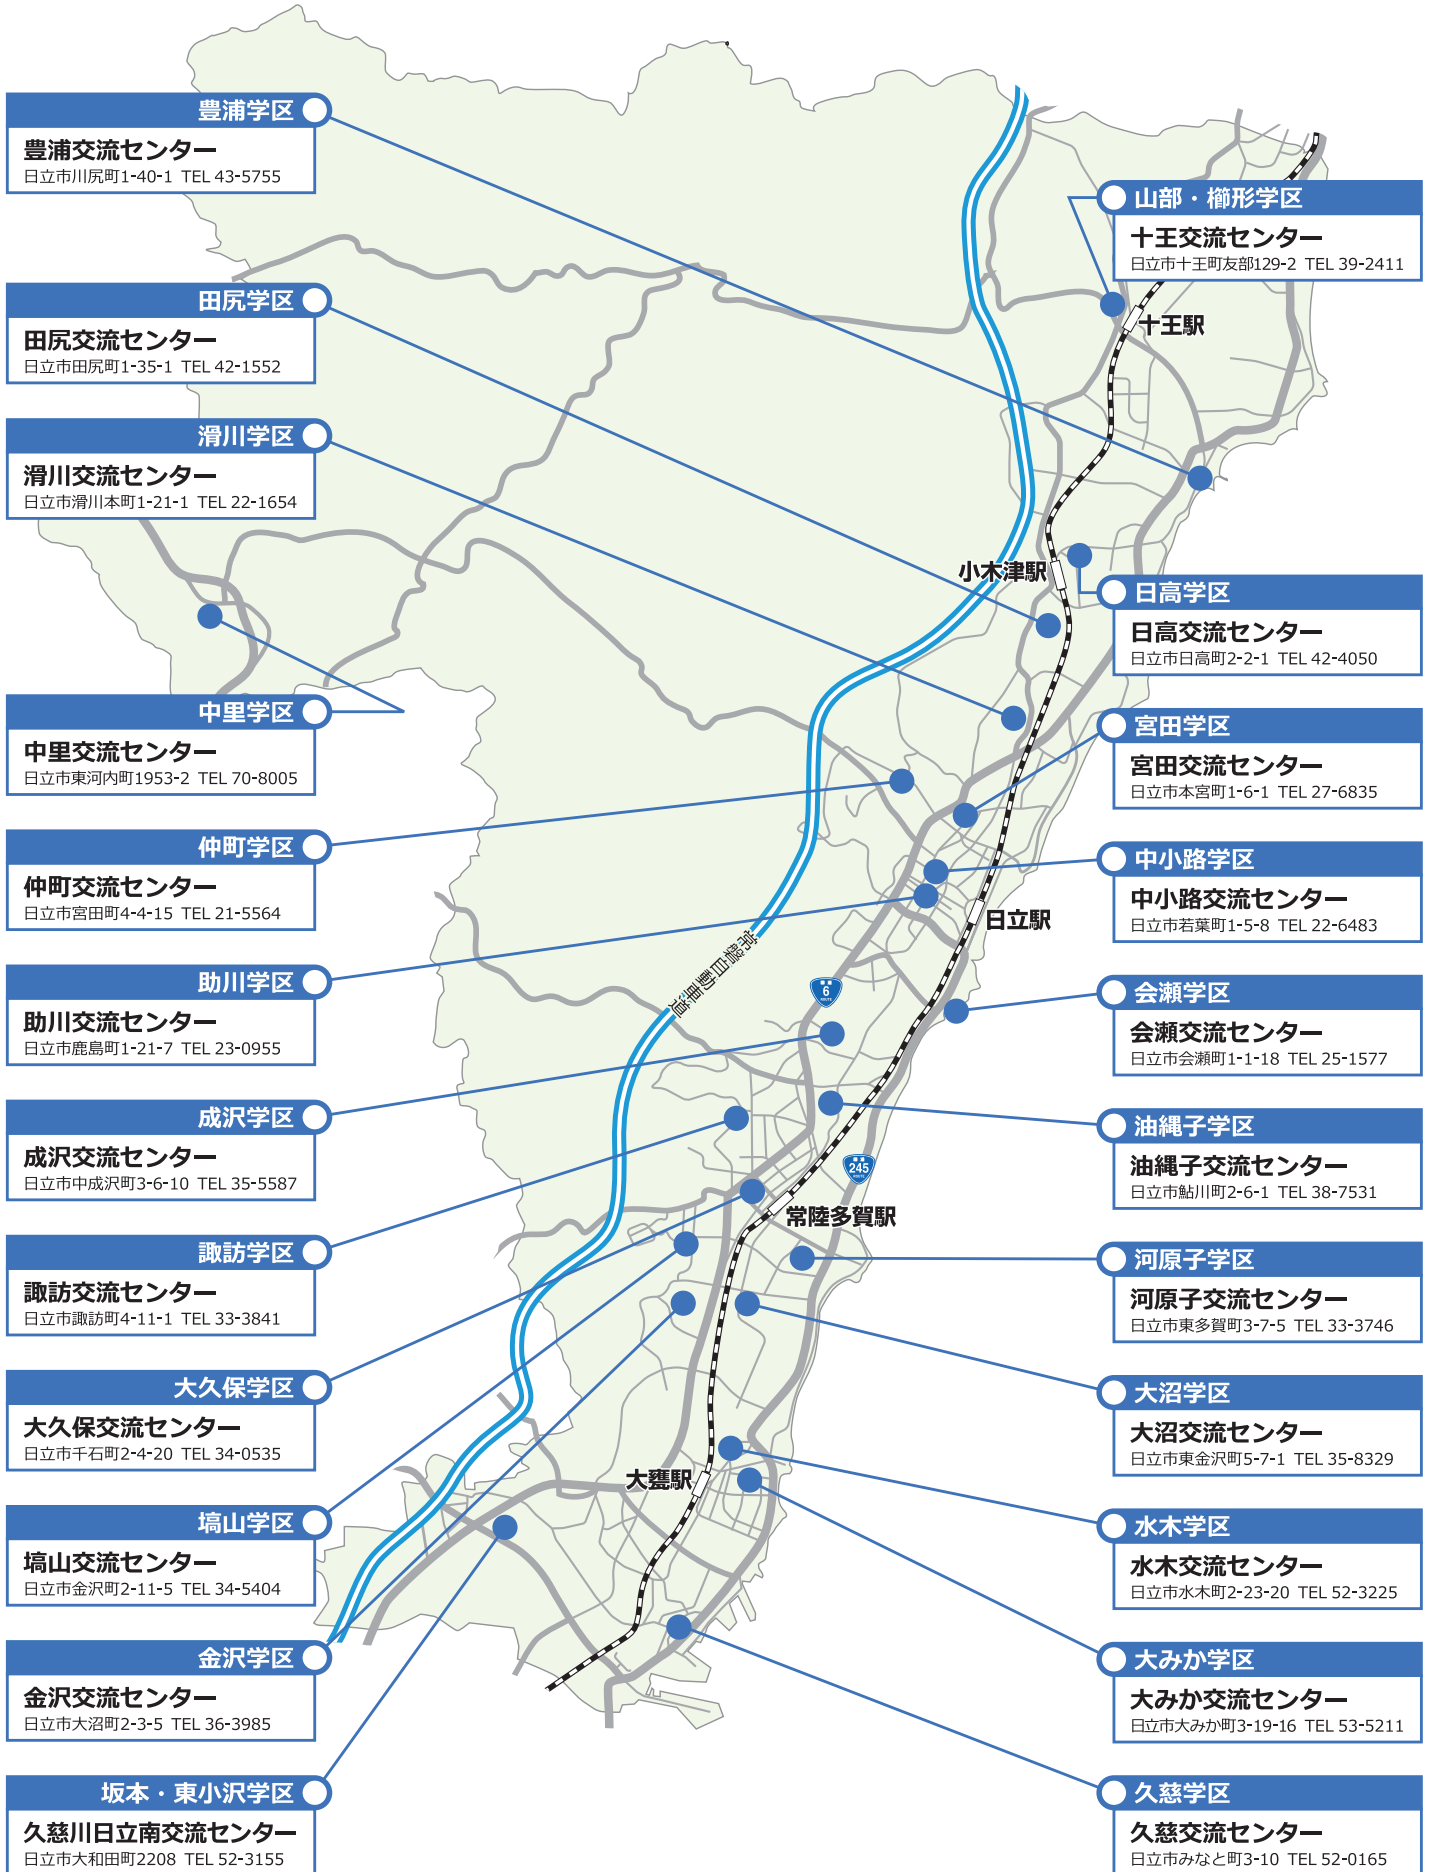 豊浦学区
豊浦交流センター
日立市川尻町1-40-1 TEL 43-5755
田尻学区
田尻交流センター
日立市田尻町1-35-1 TEL 42-1552
滑川学区
滑川交流センター
日立市滑川本町1-21-1 TEL 22-1654
中里学区
中里交流センター
日立市東河内町1953-2 TEL 70-8005
仲町学区
仲町交流センター
日立市宮田町4-4-15 TEL 21-5564
助川学区
助川交流センター
日立市鹿島町1-21-7 TEL 23-0955
成沢学区
成沢交流センター
日立市中成沢町3-6-10 TEL 35-5587
諏訪学区
諏訪交流センター
日立市諏訪町4-11-1 TEL 33-3841
大久保学区
大久保交流センター
日立市千石町2-4-20 TEL 34-0535
塙山学区
塙山交流センター
日立市金沢町2-11-5 TEL 34-5404
金沢学区
金沢交流センター
日立市大沼町2-3-5 TEL 36-3985
坂本・東小沢学区
久慈川日立南交流センター
日立市大和田町2208 TEL 52-3155
十王駅
小木津駅
日立駅
常磐自動車道
国道
6
ROUTE
国道
245
ROUTE
常陸多賀駅
大甕駅
山部・櫛形学区
十王交流センター
日立市十王町友部129-2 TEL 39-2411
日高学区
日高交流センター
日立市日高町2-2-1 TEL 42-4050
宮田学区
宮田交流センター
日立市本宮町1-6-1 TEL 27-6835
中小路学区
中小路交流センター
日立市若葉町1-5-8 TEL 22-6483
会瀬学区
会瀬交流センター
日立市会瀬町1-1-18 TEL 25-1577
油縄子学区
油縄子交流センター
日立市鮎川町2-6-1 TEL 38-7531
河原子学区
河原子交流センター
日立市東多賀町3-7-5 TEL 33-3746
大沼学区
大沼交流センター
日立市東金沢町5-7-1 TEL 35-8329
水木学区
水木交流センター
日立市水木町2-23-20 TEL 52-3225
大みか学区
大みか交流センター
日立市大みか町3-19-16 TEL 53-5211
久慈学区
久慈交流センター
日立市みなと町3-10 TEL 52-0165